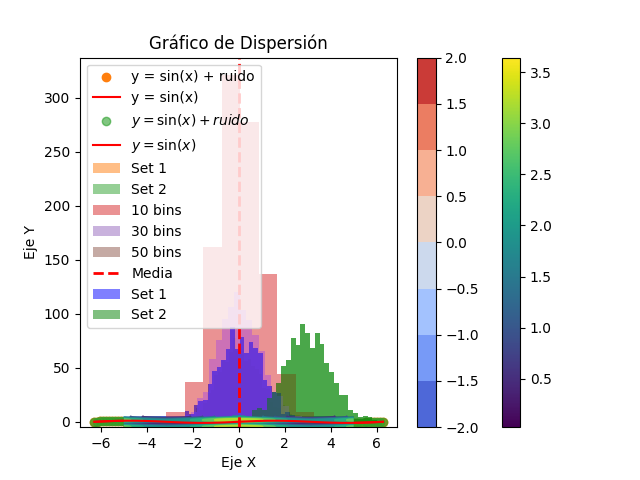 Gráfico de Dispersión
y = sin(x) + ruido
y = sin(x)
y = sin(x) + ruido
y = sin(x)
Set 1
Set 2
10 bins
30 bins
50 bins
Media
Set 1
Set 2
300
250
200
150
100
50
0
Eje Y
−6
−4
−2
0
2
4
6
Eje X
2.0
1.5
1.0
0.5
0.0
−0.5
−1.0
−1.5
−2.0
3.5
3.0
2.5
2.0
1.5
1.0
0.5